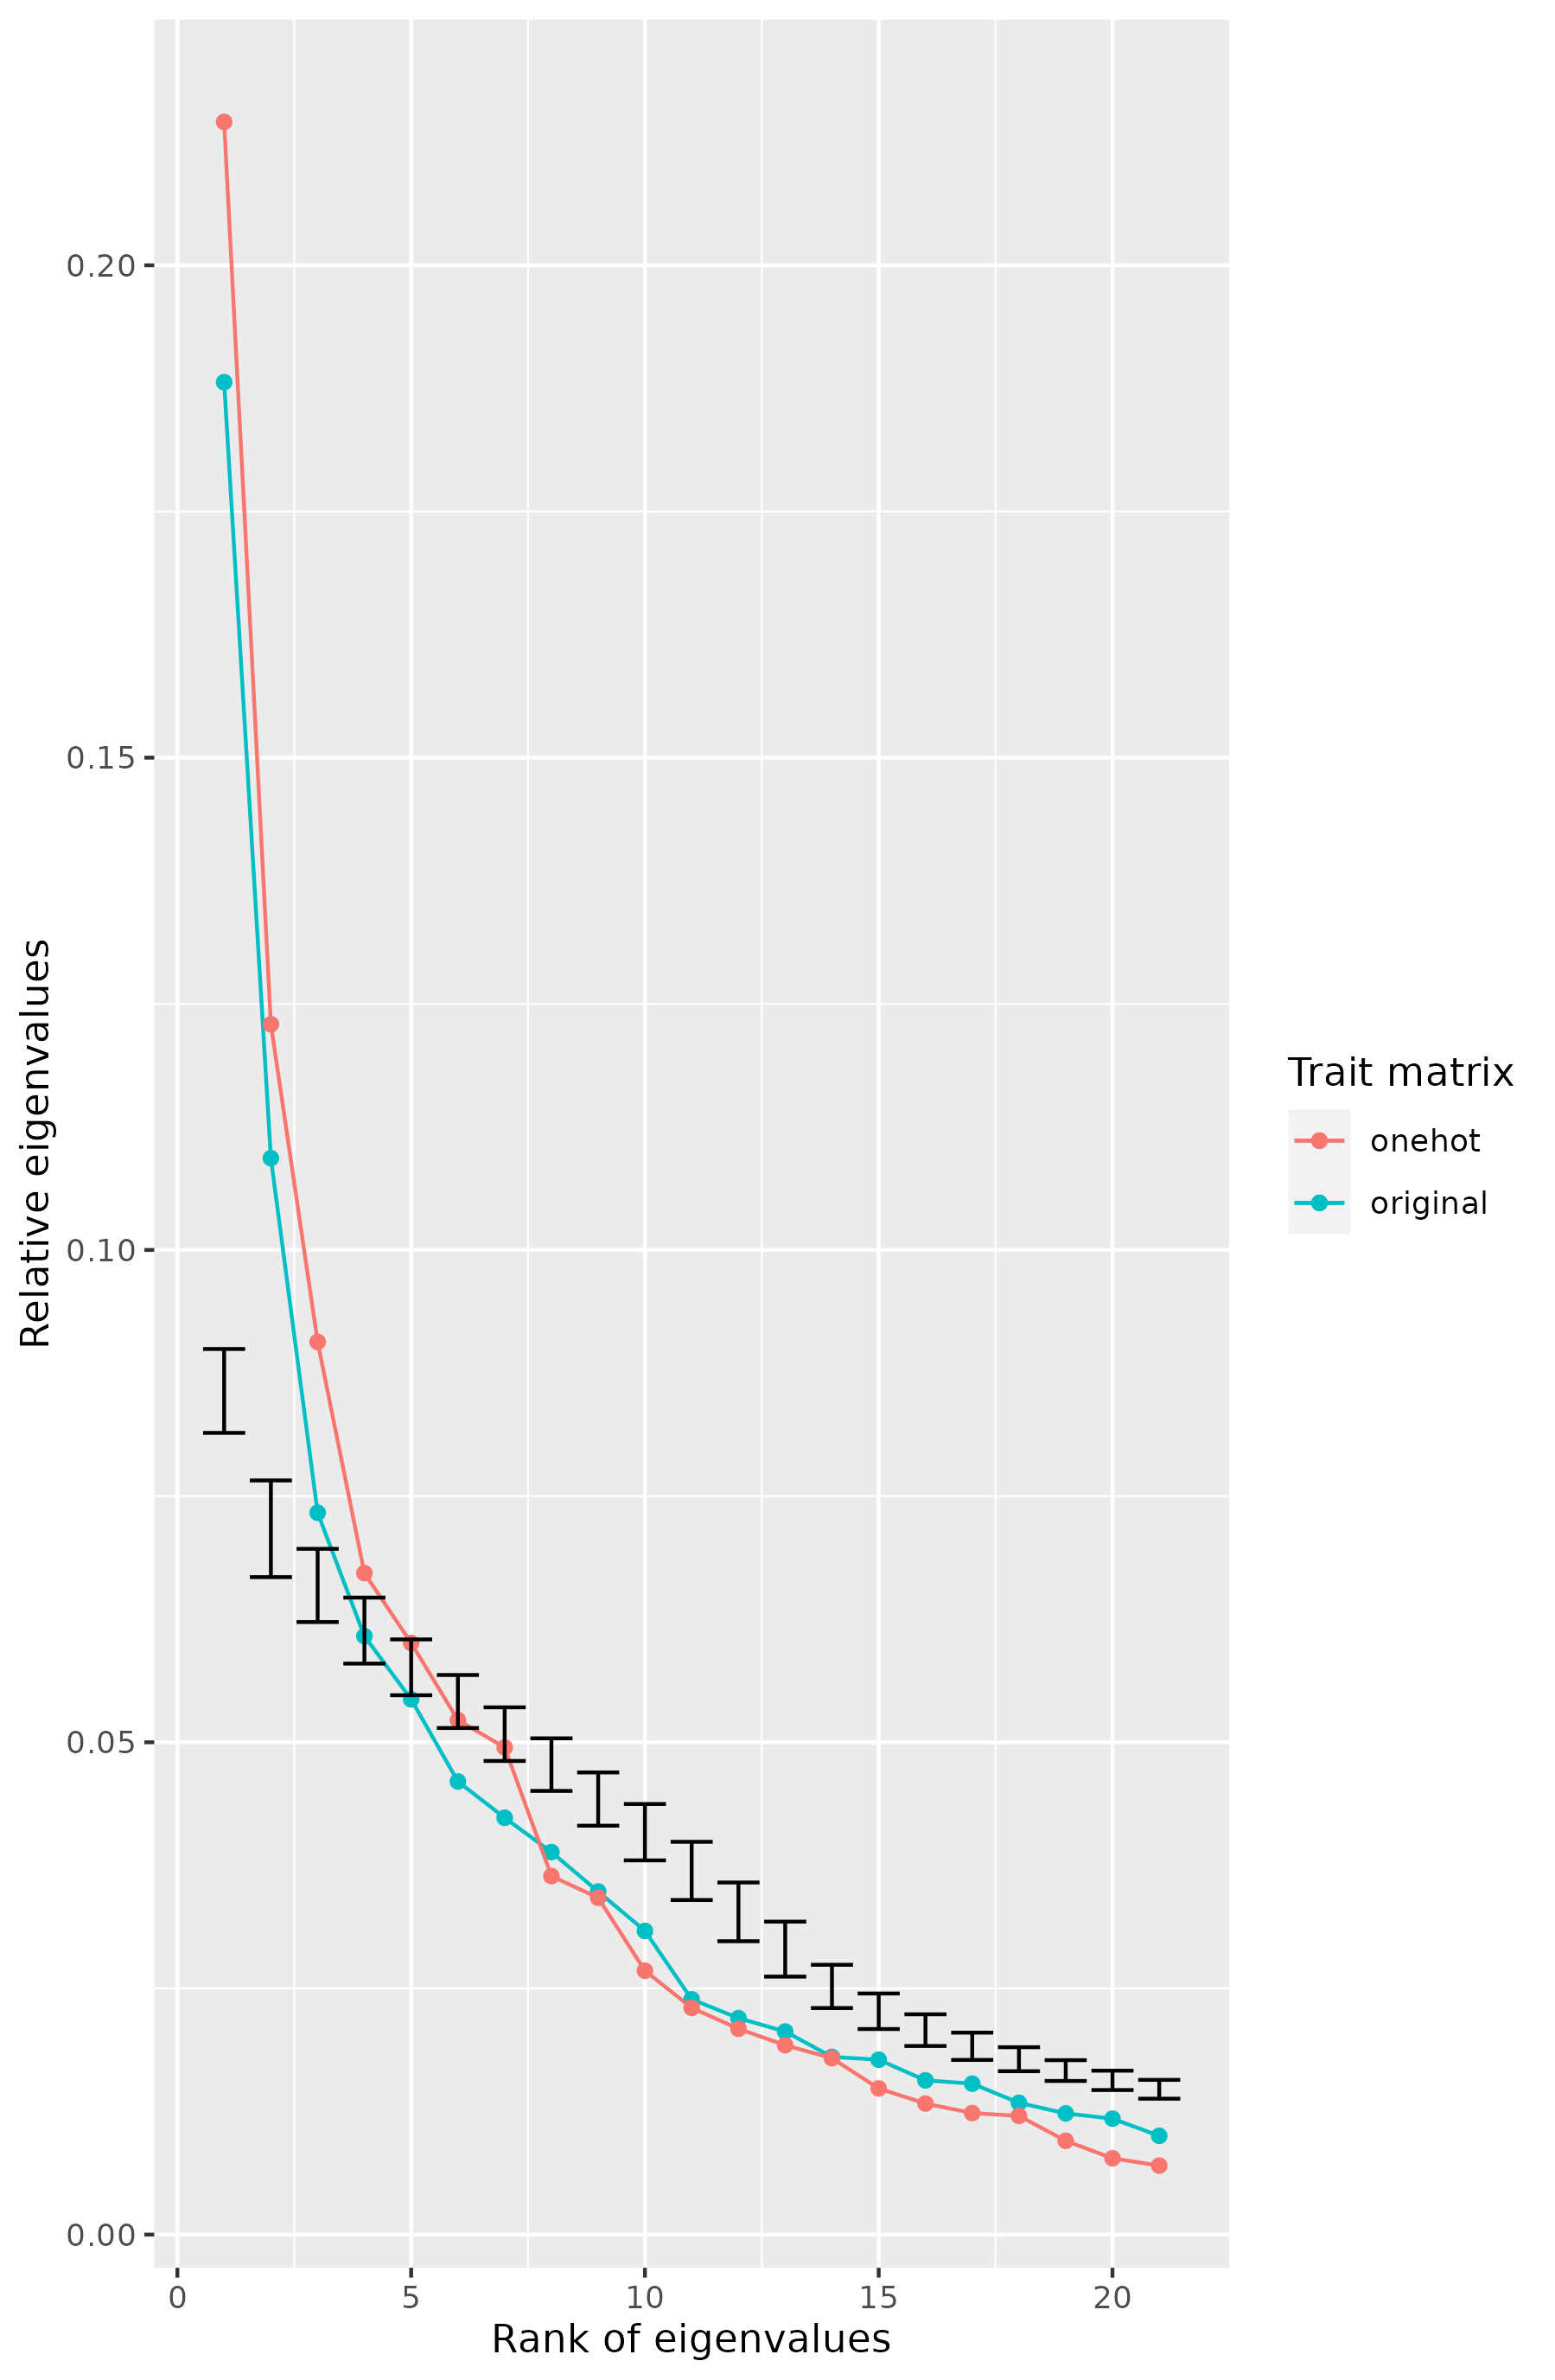 0.20
0.15
0.10
0.05
0.00
Relative eigenvalues
0 5 10 15 20
Rank of eigenvalues
Trait matrix
onehot
original